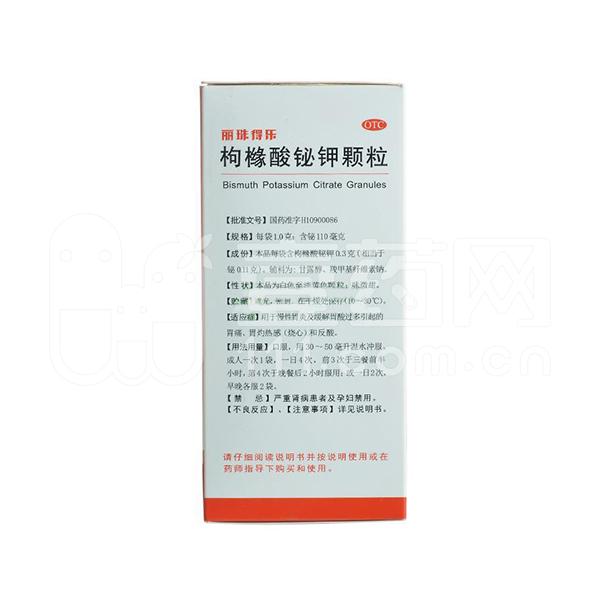 OTC
丽珠得乐
枸橼酸铋钾颗粒
Bismuth Potassium Citrate Granules
【批准文号】国药准字H10900086
【规格】每袋1.0克：含铋110毫克
【成份】本品每袋含枸橼酸铋钾0.3克（相当于
铋0.11克）。辅料为：甘露醇、羧甲基纤维素钠。
【性状】本品为白色至淡黄色颗粒；味微甜。
【贮藏】遮光，密封，在干燥处保存（10～30℃）。
【适应症】用于慢性胃炎及缓解胃酸过多引起的
胃痛、胃灼热感（烧心）和反酸。
【用法用量】口服，用30～50毫升温水冲服。
成人一次1袋，一日4次，前3次于三餐前半
小时，第4次于晚餐后2小时服用；或一日2次，
早晚各服2袋。
【禁 忌】严重肾病患者及孕妇禁用。
【不良反应】、【注意事项】详见说明书。
请仔细阅读说明书并按说明使用或在
药师指导下购买和使用。